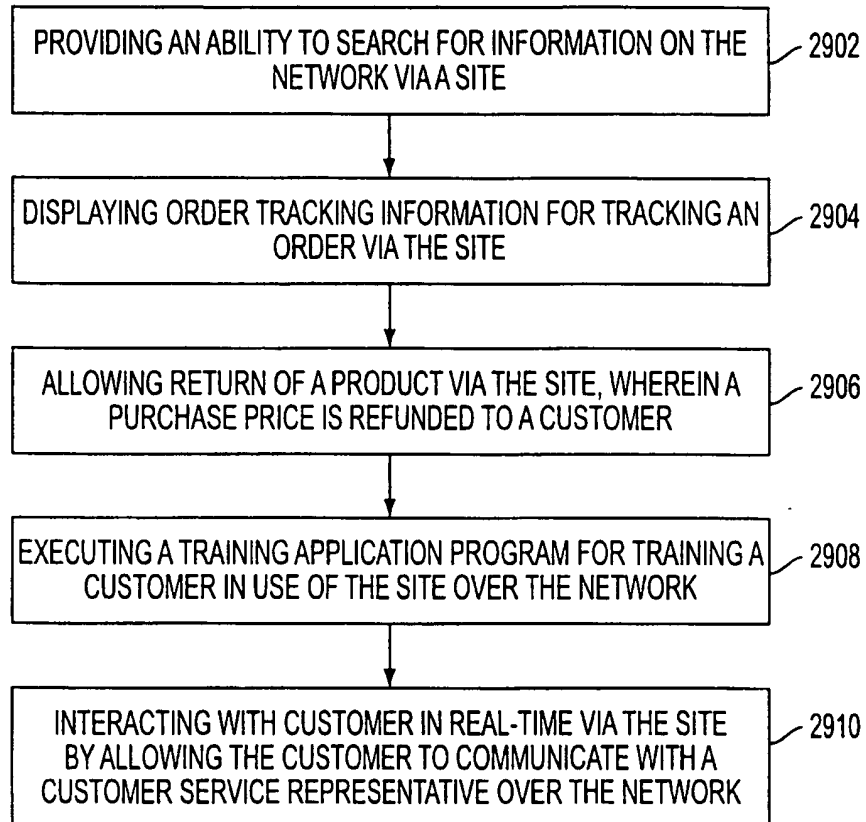 PROVIDING AN ABILITY TO SEARCH FOR INFORMATION ON THE
NETWORK VIA A SITE
2902
DISPLAYING ORDER TRACKING INFORMATION FOR TRACKING AN
ORDER VIA THE SITE
2904
ALLOWING RETURN OF A PRODUCT VIA THE SITE, WHEREIN A
PURCHASE PRICE IS REFUNDED TO A CUSTOMER
2906
EXECUTING A TRAINING APPLICATION PROGRAM FOR TRAINING A
CUSTOMER IN USE OF THE SITE OVER THE NETWORK
2908
INTERACTING WITH CUSTOMER IN REAL-TIME VIA THE SITE
BY ALLOWING THE CUSTOMER TO COMMUNICATE WITH A
CUSTOMER SERVICE REPRESENTATIVE OVER THE NETWORK
2910